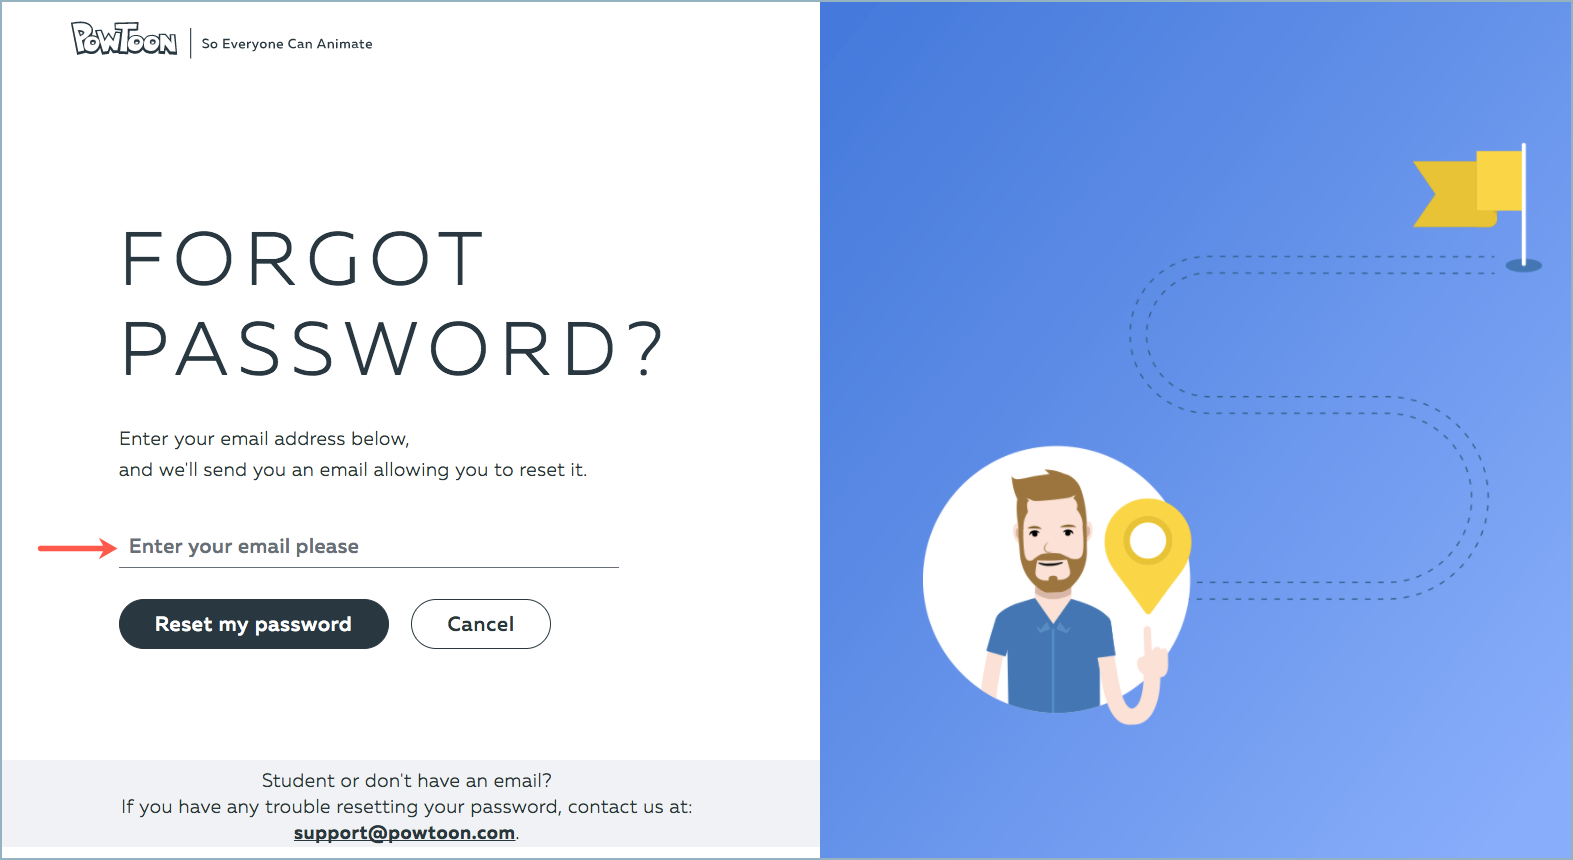 POWTOON
So Everyone Can Animate
FORGOT
PASSWORD?
Enter your email address below,
and we'll send you an email allowing you to reset it.
Enter your email please
Reset my password
Cancel
Student or don't have an email?
If you have any trouble resetting your password, contact us at:
support@powtoon.com.